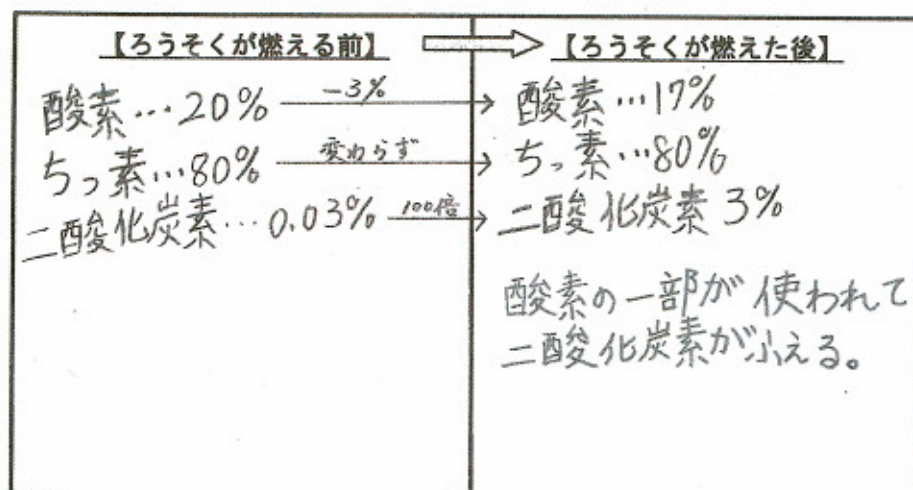 【ろうそくが燃える前】
【ろうそくが燃えた後】
酸素…20% -3% 酸素…17%
ちっ素…80% 変わらず ちっ素…80%
二酸化炭素…0.03% 100倍 二酸化炭素 3%
酸素の一部が使われて
二酸化炭素がふえる。